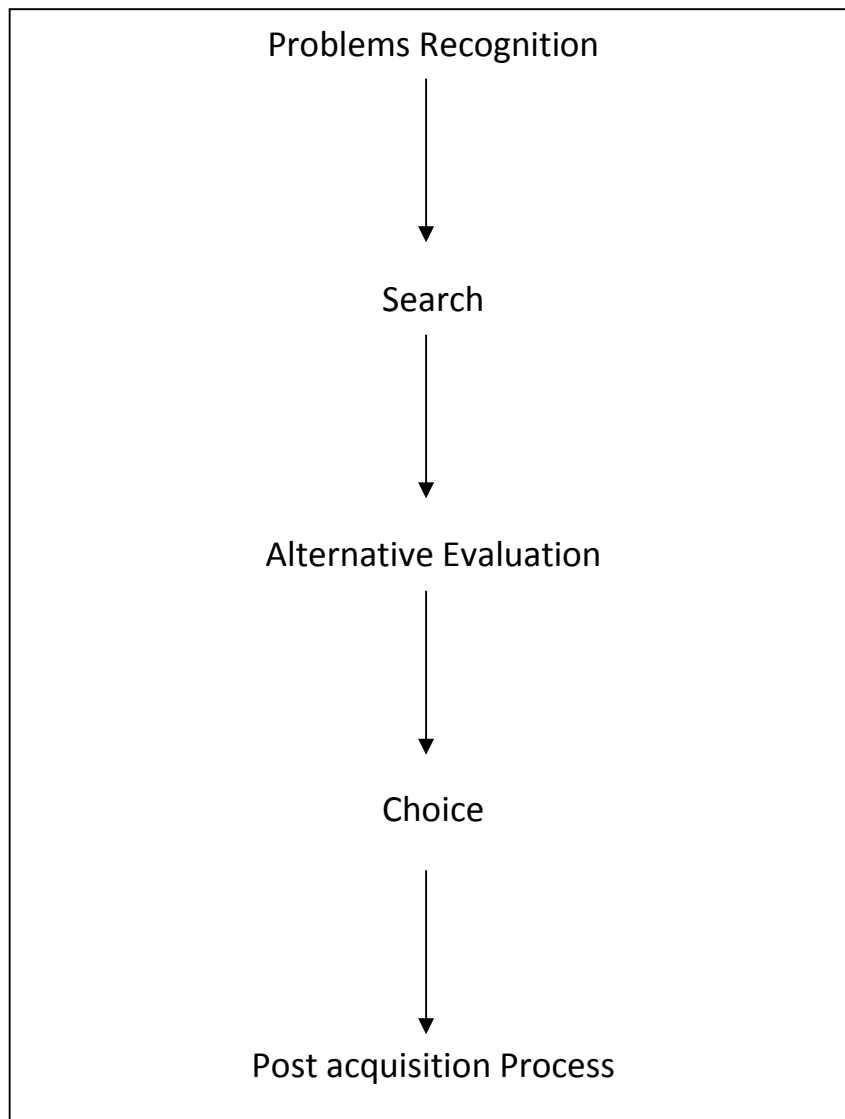 Problems Recognition
Search
Alternative Evaluation
Choice
Post acquisition Process